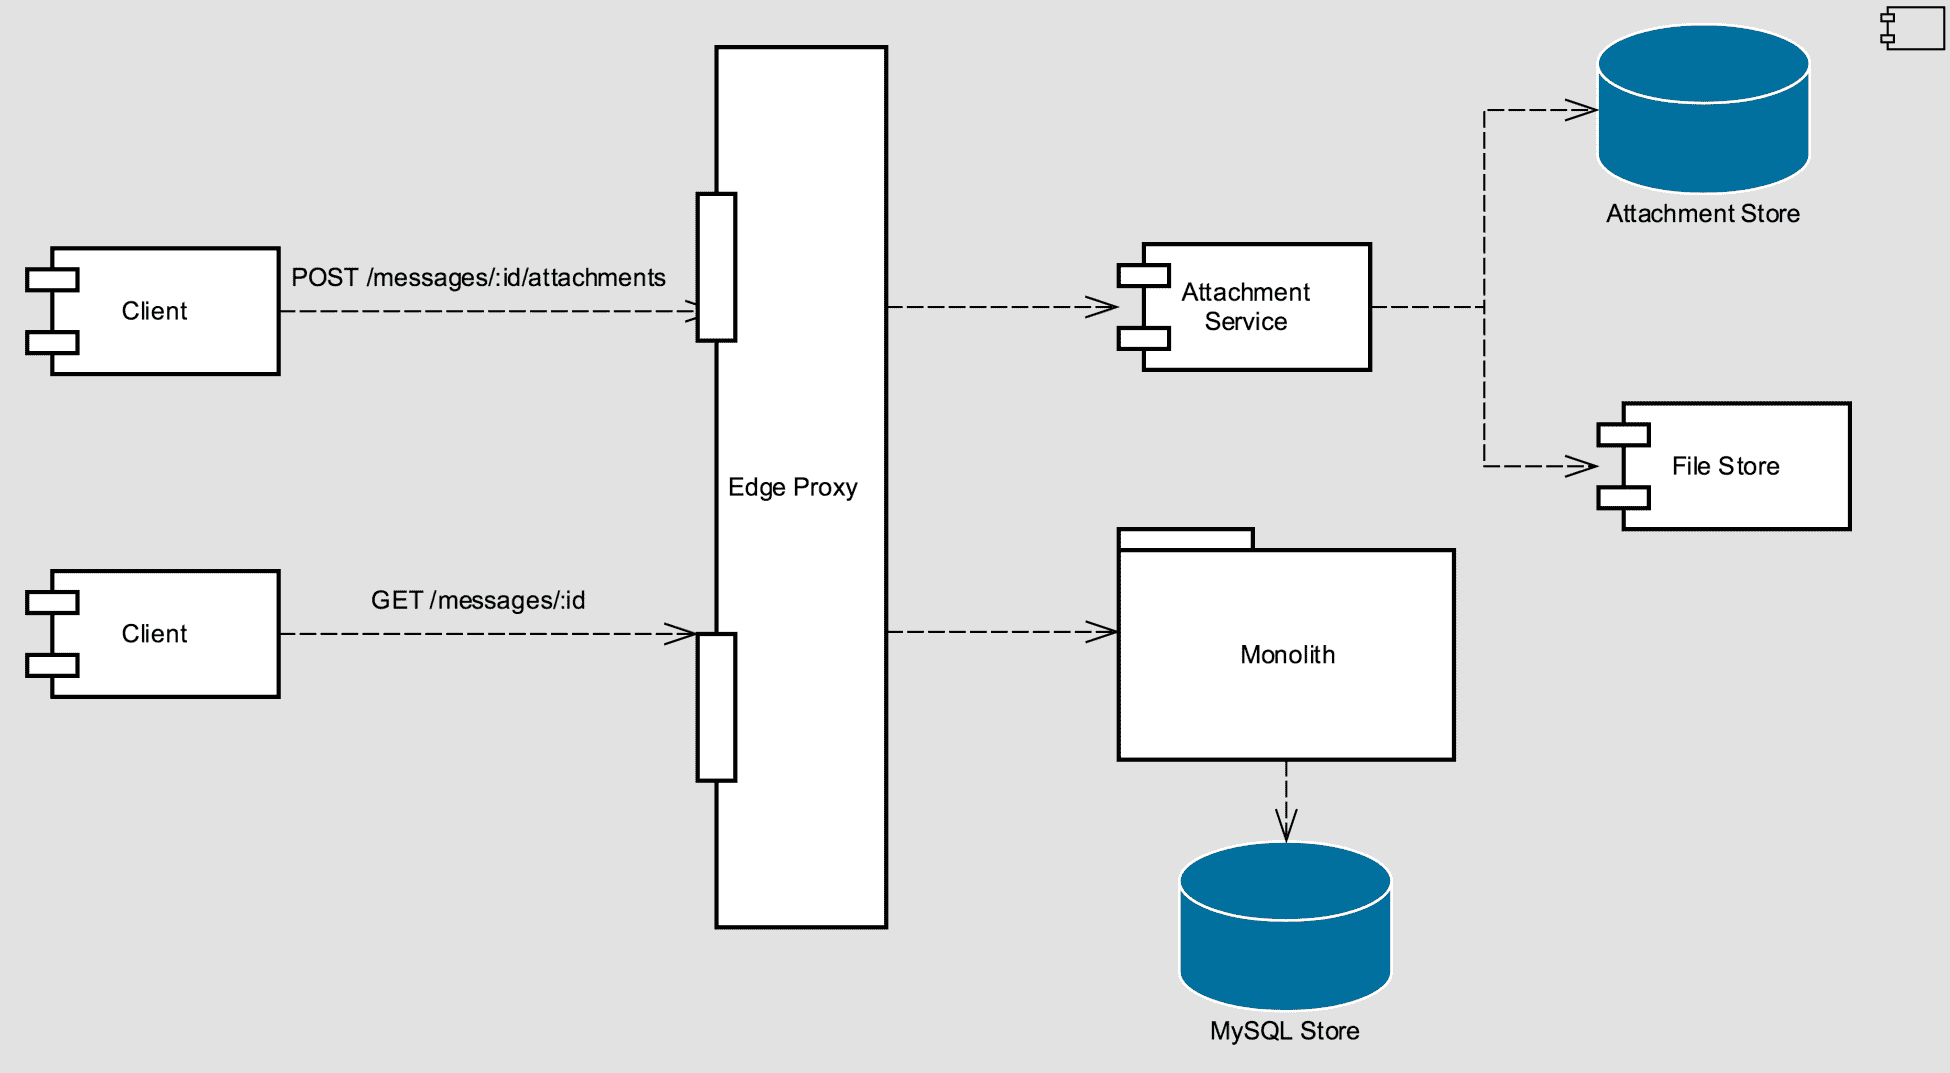 Attachment Store
POST /messages/:id/attachments
Client
Attachment
Service
File Store
Edge Proxy
GET /messages/:id
Client
Monolith
MySQL Store